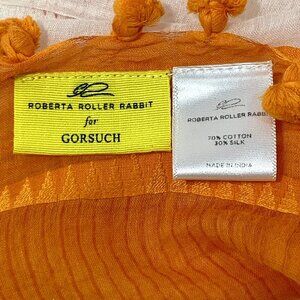 ROBERTA ROLLER RABBIT
for
GORSUCH
ROBERTA ROLLER RABBIT
70% COTTON
30% SILK
MADE IN INDIA